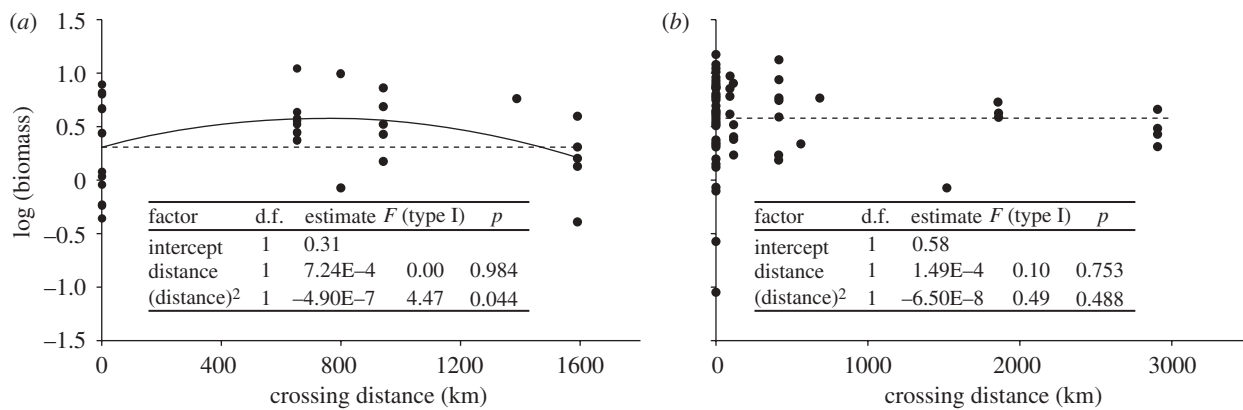 (a)
1.5
1.0
0.5
0
−0.5
−1.0
−1.5
log (biomass)
factor d.f. estimate F (type I) p
intercept 1 0.31
distance 1 7.24E–4 0.00 0.984
(distance)2 1 –4.90E–7 4.47 0.044
0 400 800 1200 1600
crossing distance (km)
(b)
factor d.f. estimate F (type I) p
intercept 1 0.58
distance 1 1.49E–4 0.10 0.753
(distance)2 1 –6.50E–8 0.49 0.488
0 1000 2000 3000
crossing distance (km)